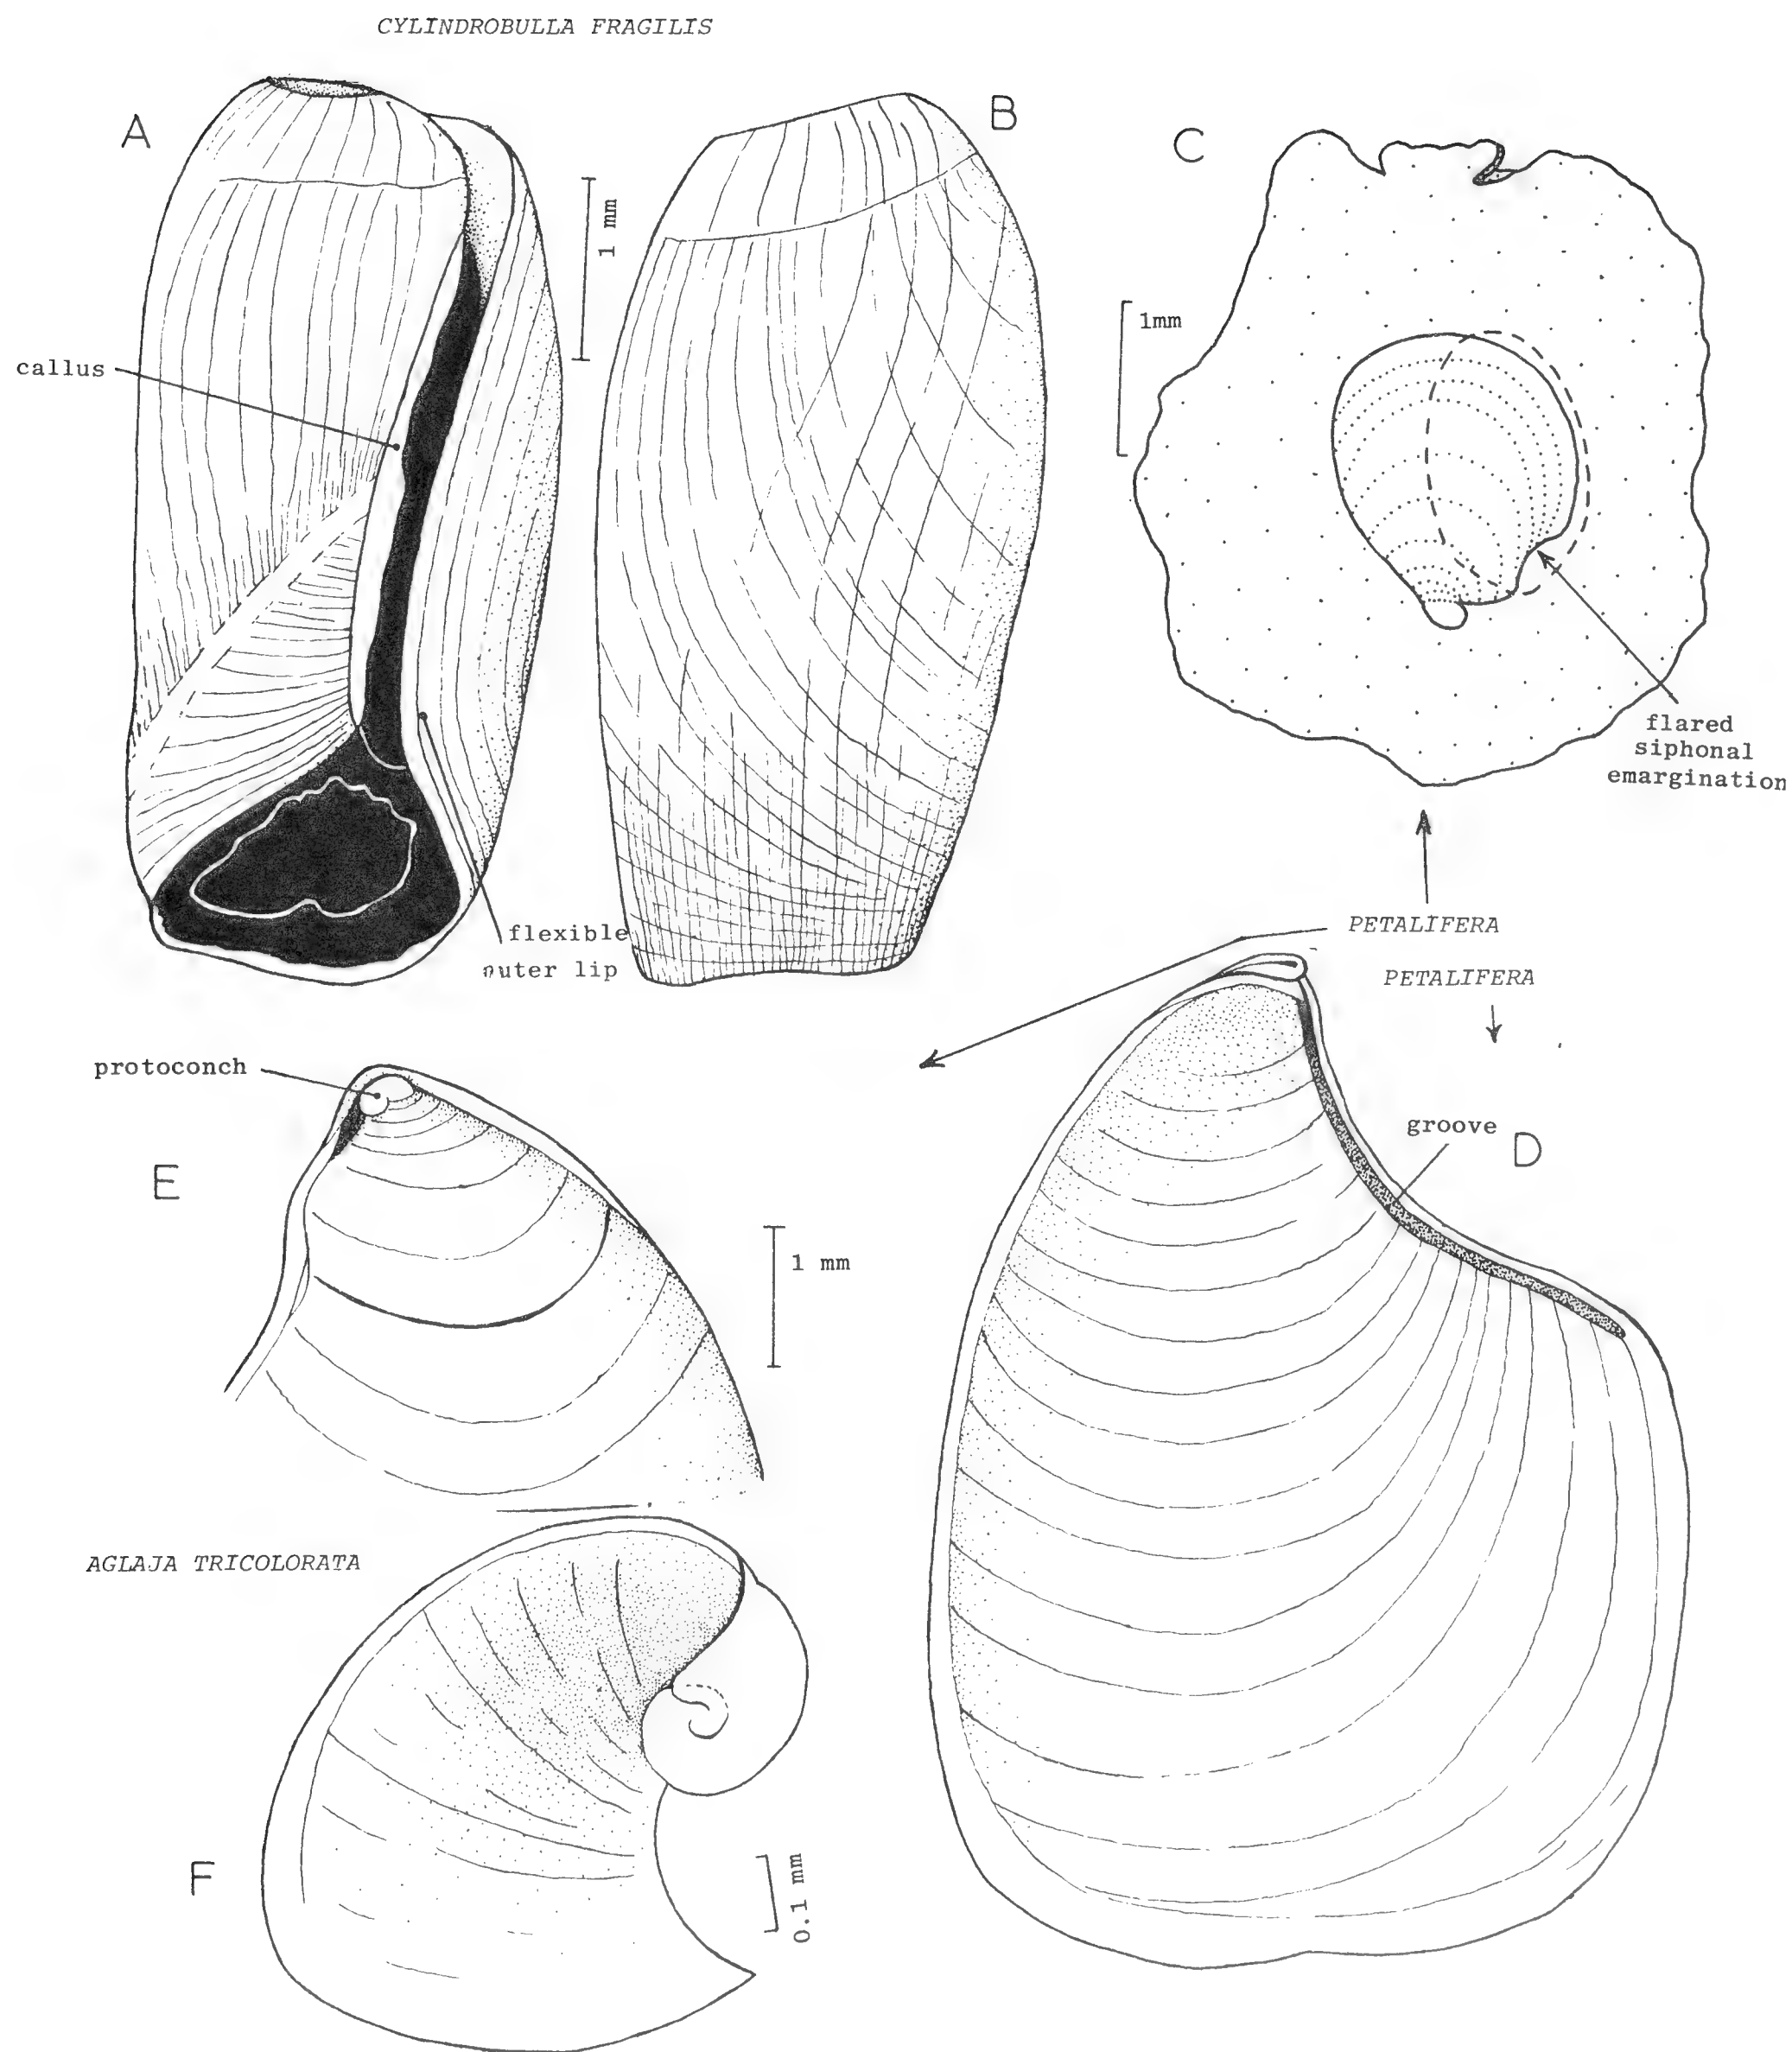 CYLINDROBULLA FRAGILIS
A
B
C
1 mm
1mm
callus
flared
siphonal
emargination
flexible
outer lip
PETALIFERA
PETALIFERA
protoconch
groove
D
E
1 mm
AGLAJA TRICOLORATA
F
0.1 mm